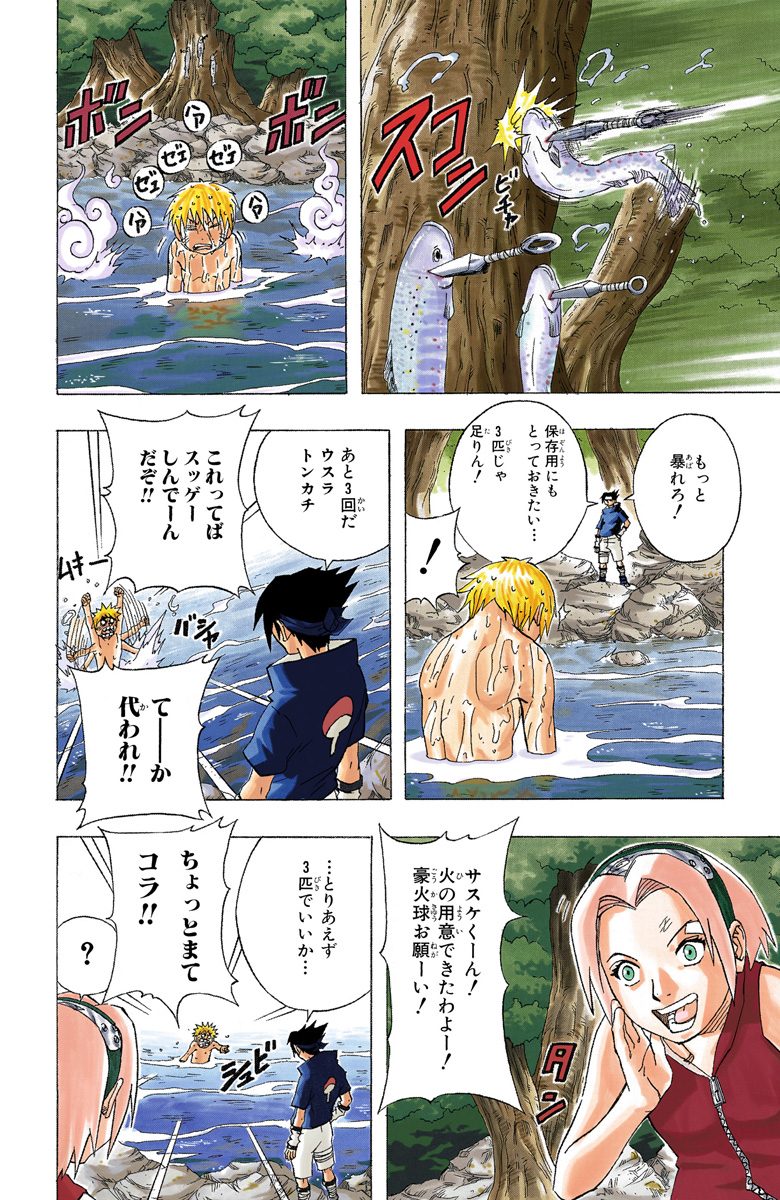 スコン
ビチャ
ボン
ボン
ハァ
ゼェ
ゼェ
ゼェ
ゼェ
ハァ
ハァ
もっと
暴れろ!
保存用にも
とっておきたい…
3匹じゃ
足りん!
!
あと3回だ
ウスラ
トンカチ
これってば
スッゲー
しんでーん
だぞ!!
ムキー
バシャ
てーか
代われ!!
サスケくーん!
火の用意できたわよー!
豪火球お願ーい!
タン
…とりあえず
3匹でいいか…
ちょっとまて
コラ!!
?
シュビ